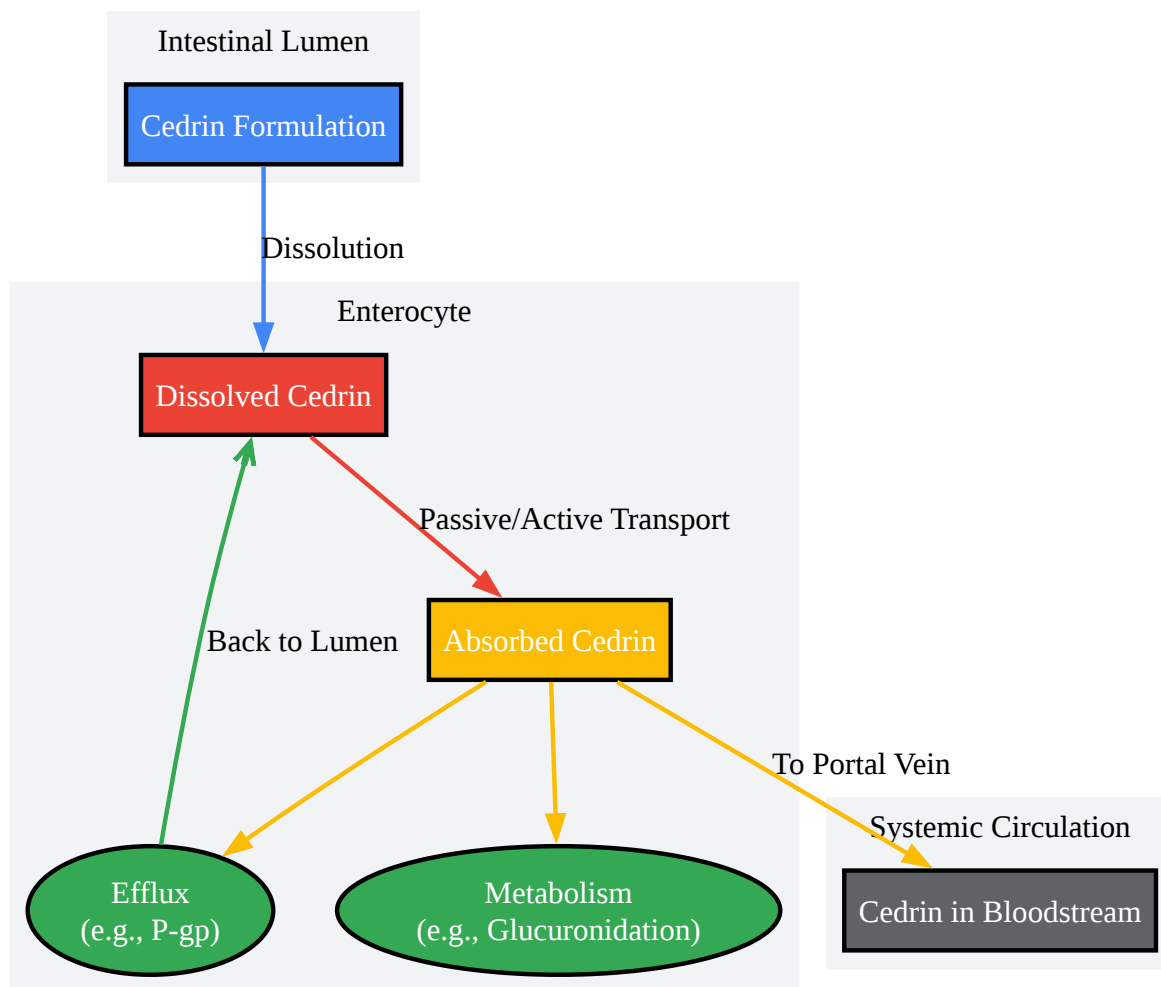 Intestinal Lumen
Cedrin Formulation
Dissolution
Enterocyte
Dissolved Cedrin
Passive/Active Transport
Back to Lumen
Absorbed Cedrin
To Portal Vein
Systemic Circulation
Efflux
(e.g., P-gp)
Metabolism
(e.g., Glucuronidation)
Cedrin in Bloodstream